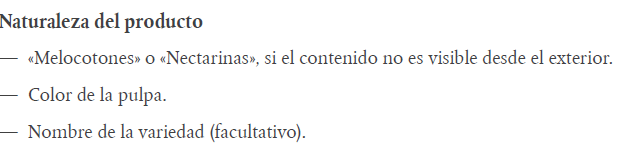 Naturaleza del producto
— «Melocotones» o «Nectarinas», si el contenido no es visible desde el exterior.
— Color de la pulpa.
— Nombre de la variedad (facultativo).